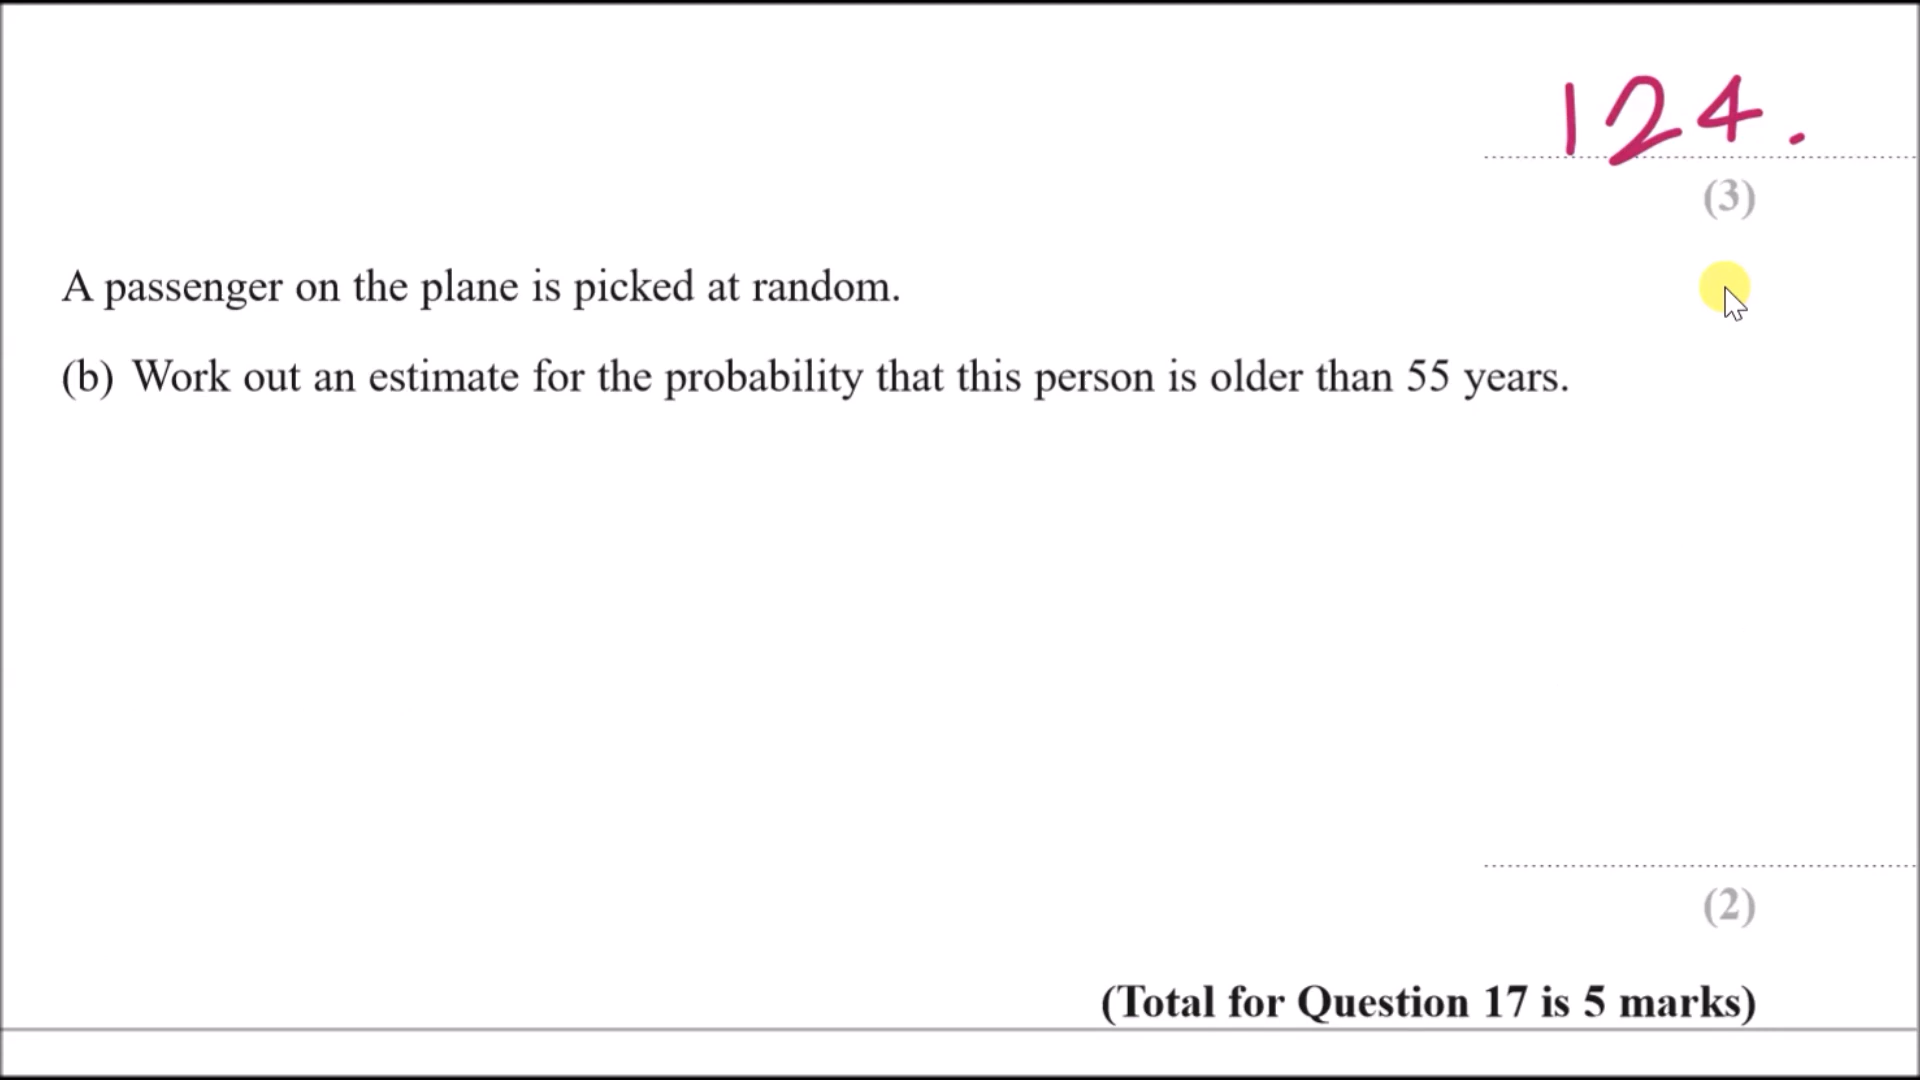 124.
(3)
A passenger on the plane is picked at random.
(b) Work out an estimate for the probability that this person is older than 55 years.
(2)
(Total for Question 17 is 5 marks)